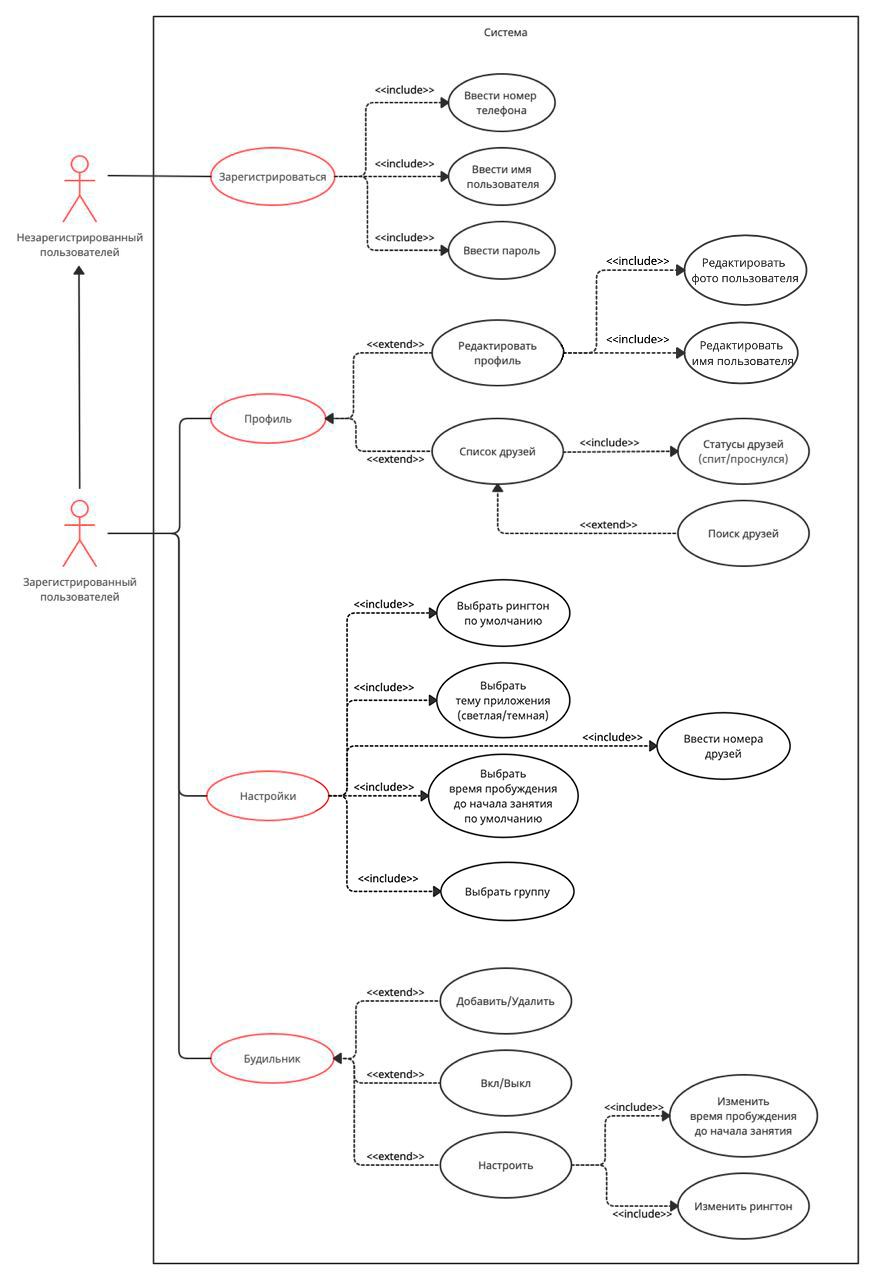 Система
<<include>>
Ввести номер
телефона
Незарегистрированный
пользователей
Зарегистрироваться
<<include>>
Ввести имя
пользователя
<<include>>
Ввести пароль
<<include>>
Редактировать
фото пользователя
<<extend>>
Редактировать
профиль
<<include>>
Редактировать
имя пользователя
Профиль
<<extend>>
Список друзей
<<include>>
Статусы друзей
(спит/проснулся)
<<extend>>
Поиск друзей
Зарегистрированный
пользователей
<<include>>
Выбрать рингтон
по умолчанию
<<include>>
Выбрать
тему приложения
(светлая/темная)
<<include>>
Ввести номера
друзей
Настройки
<<include>>
Выбрать
время пробуждения
до начала занятия
по умолчанию
<<include>>
Выбрать группу
<<extend>>
Добавить/Удалить
Будильник
<<extend>>
Вкл/Выкл
<<extend>>
Настроить
<<include>>
Изменить
время пробуждения
до начала занятия
<<include>>
Изменить рингтон